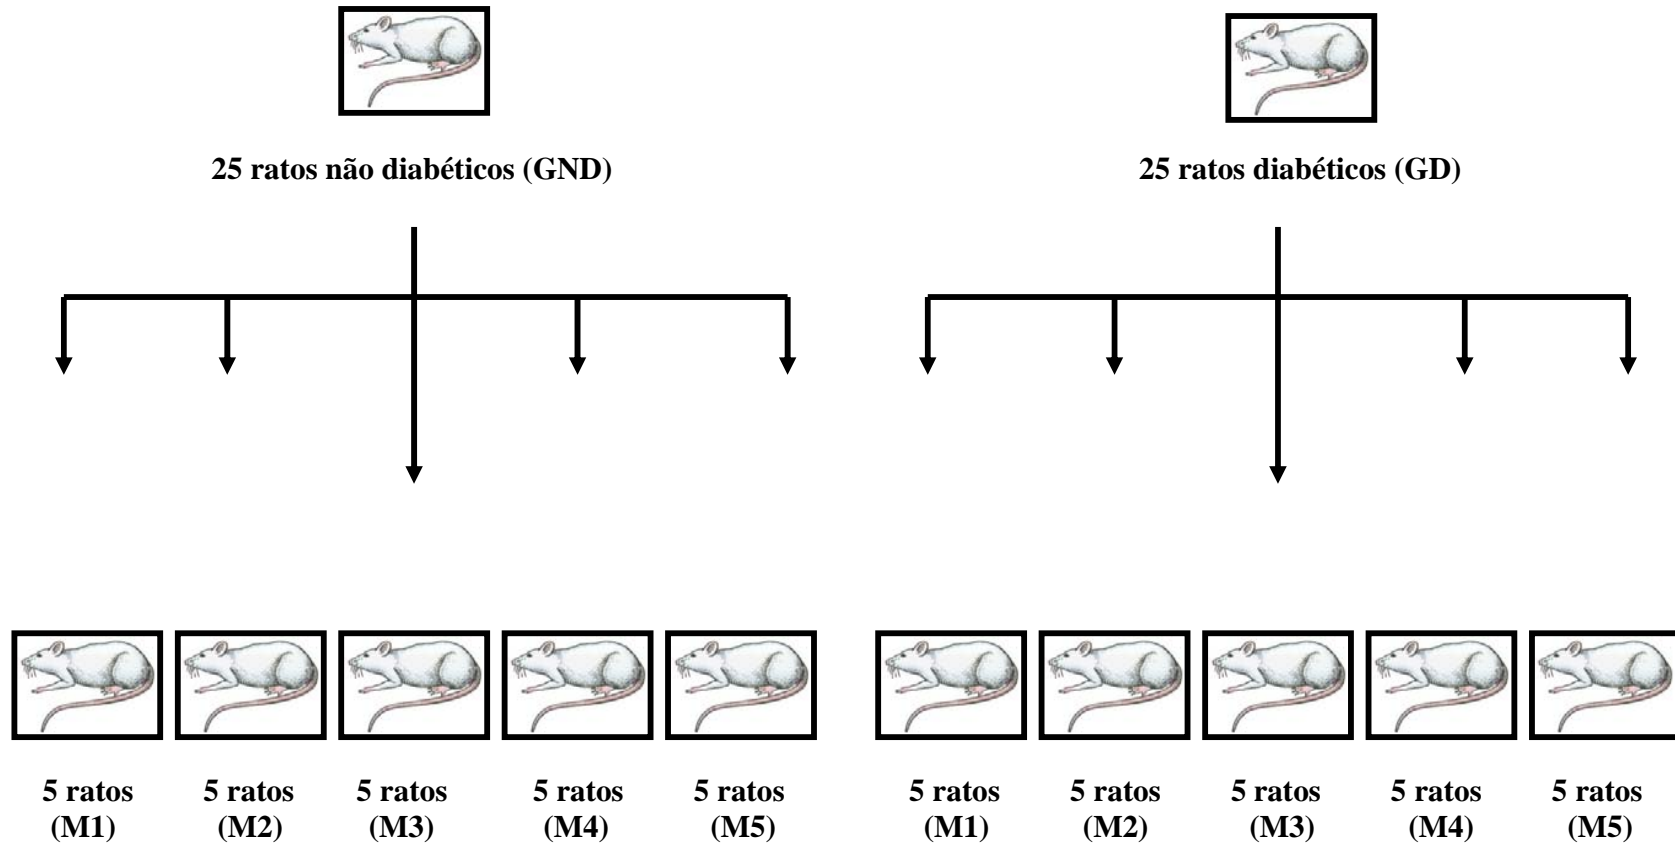 25 ratos não diabéticos (GND)
25 ratos diabéticos (GD)
5 ratos
(M1)
5 ratos
(M2)
5 ratos
(M3)
5 ratos
(M4)
5 ratos
(M5)
5 ratos
(M1)
5 ratos
(M2)
5 ratos
(M3)
5 ratos
(M4)
5 ratos
(M5)